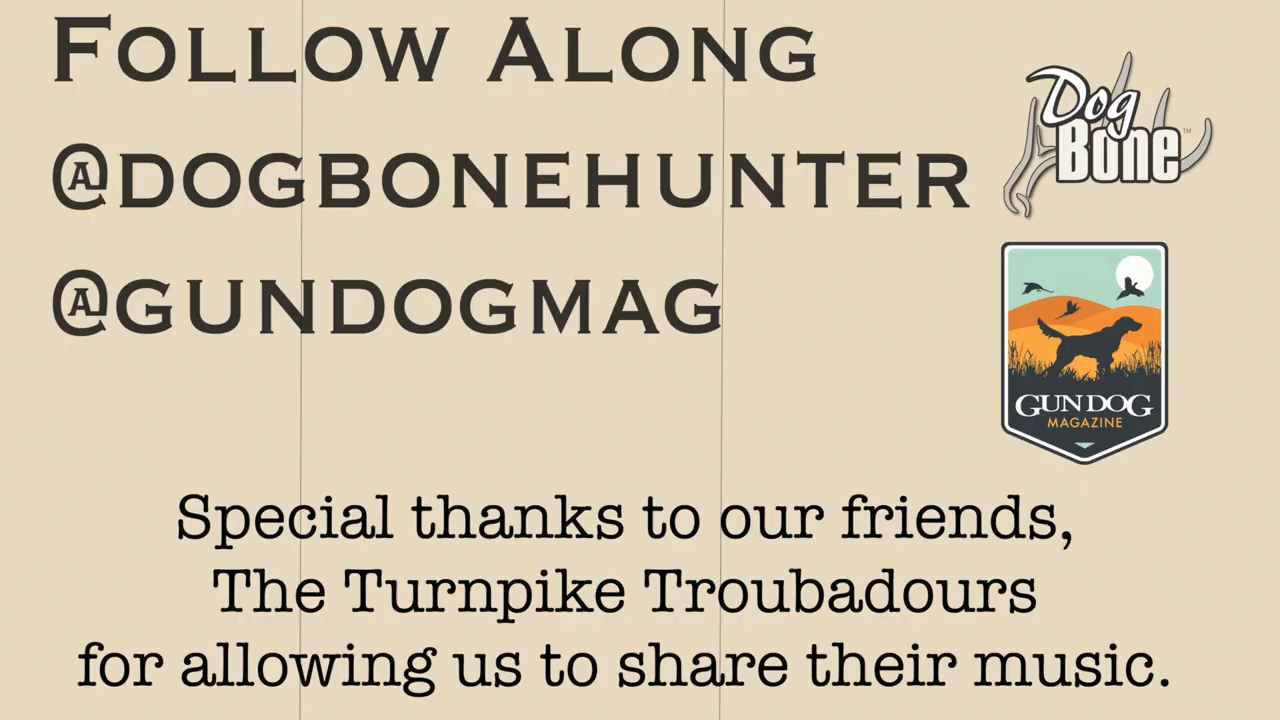 Follow Along
@dogbonehunter
@gundogmag
Dog
Bone™
GUN DOG
MAGAZINE
Special thanks to our friends,
The Turnpike Troubadours
for allowing us to share their music.